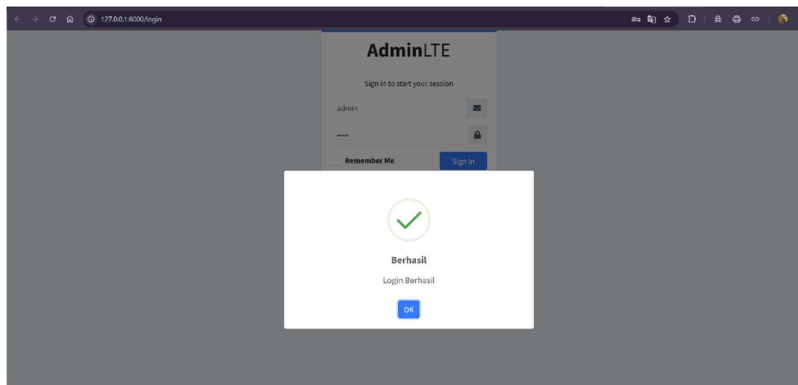 127.0.0.1:8000/login
AdminLTE
Sign in to start your session
admin
•••••
Remember Me
Sign In
Berhasil
Login Berhasil
OK